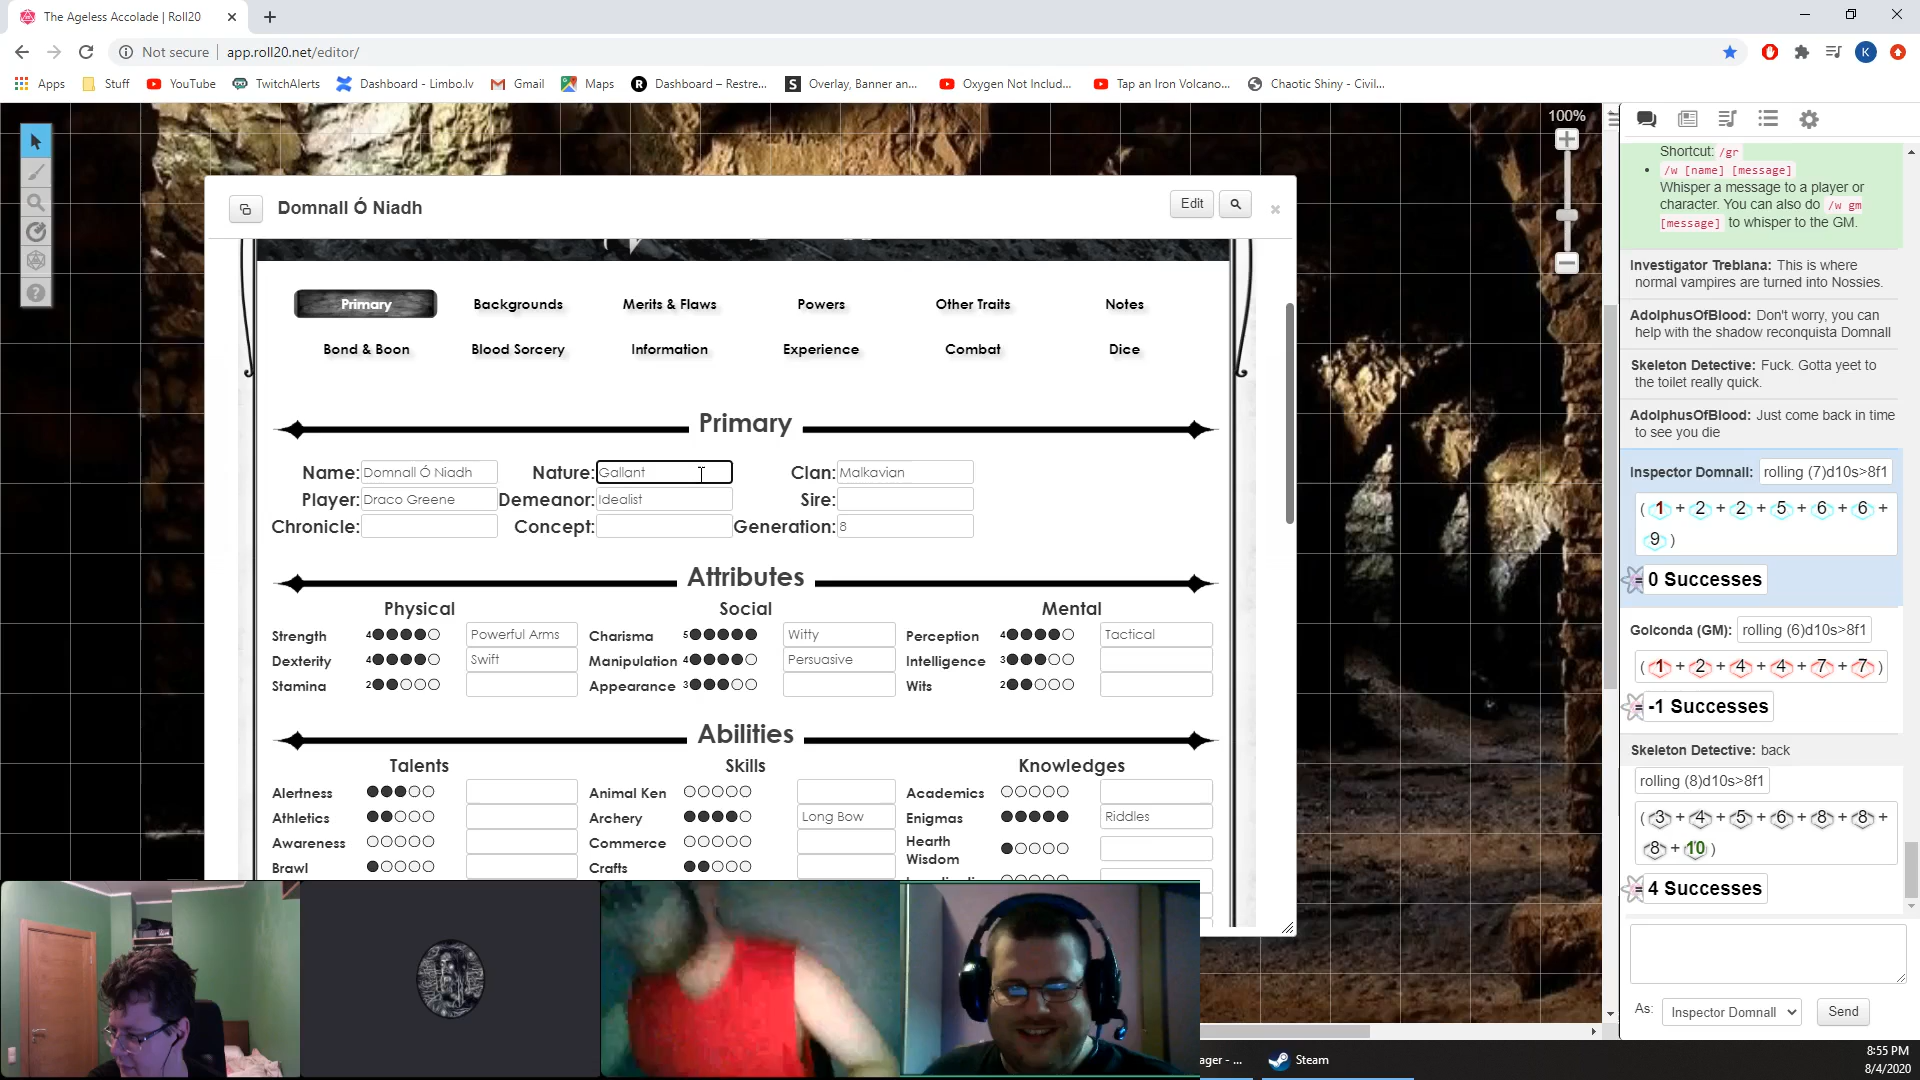 The Ageless Accolade | Roll20
Not secure
app.roll20.net/editor/
K
Apps
Stuff
YouTube
TwitchAlerts
Dashboard - Limbo.lv
Gmail
Maps
Dashboard – Restre...
Overlay, Banner an...
Oxygen Not Includ...
Tap an Iron Volcano...
Chaotic Shiny - Civil...
100%
Domnall Ó Niadh
Edit
Primary
Backgrounds
Merits & Flaws
Powers
Other Traits
Notes
Bond & Boon
Blood Sorcery
Information
Experience
Combat
Dice
Primary
Name: Domnall Ó Niadh
Nature: Gallant
Clan: Malkavian
Player: Draco Greene
Demeanor: Idealist
Sire:
Chronicle:
Concept:
Generation: 8
Attributes
Physical
Social
Mental
Strength 4 Powerful Arms
Charisma 5 Witty
Perception 4 Tactical
Dexterity 4 Swift
Manipulation 4 Persuasive
Intelligence 3
Stamina 2
Appearance 3
Wits 2
Abilities
Talents
Skills
Knowledges
Alertness
Animal Ken
Academics
Athletics
Archery Long Bow
Enigmas Riddles
Awareness
Commerce
Hearth
Wisdom
Brawl
Crafts
Shortcut: /gr
/w [name] [message]
Whisper a message to a player or
character. You can also do /w gm
[message] to whisper to the GM.
Investigator Treblana: This is where
normal vampires are turned into Nossies.
AdolphusOfBlood: Don't worry, you can
help with the shadow reconquista Domnall
Skeleton Detective: Fuck. Gotta yeet to
the toilet really quick.
AdolphusOfBlood: Just come back in time
to see you die
Inspector Domnall: rolling (7)d10s>8f1
(1 + 2 + 2 + 5 + 6 + 6 +
9)
= 0 Successes
Golconda (GM): rolling (6)d10s>8f1
(1 + 2 + 4 + 4 + 7 + 7)
= -1 Successes
Skeleton Detective: back
rolling (8)d10s>8f1
(3 + 4 + 5 + 6 + 8 + 8 +
8 + 10)
= 4 Successes
As: Inspector Domnall
Send
ager - ...
Steam
8:55 PM
8/4/2020